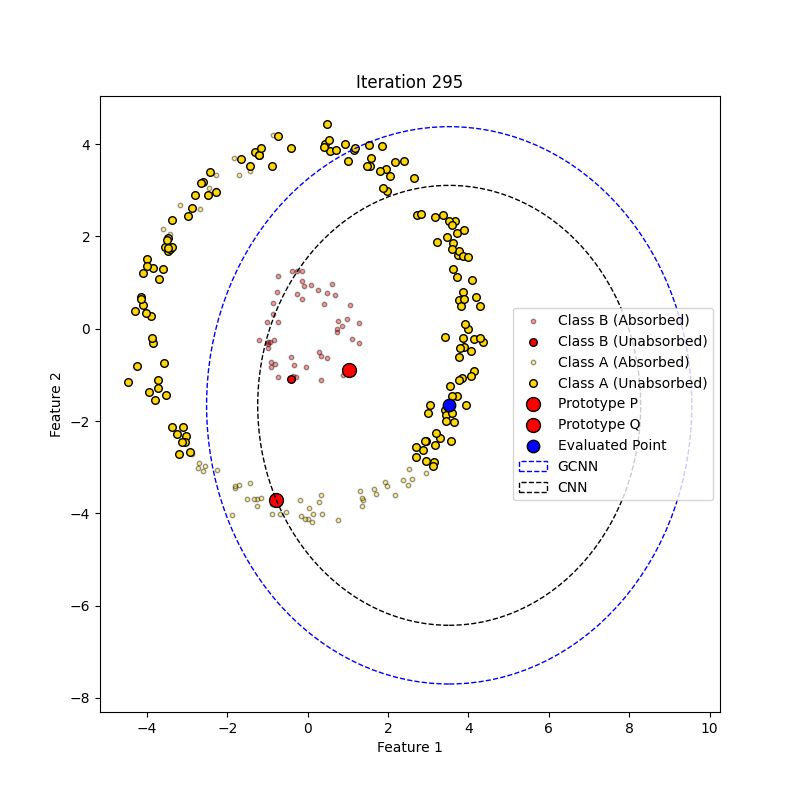 Iteration 295
Feature 2
4
2
0
−2
−4
−6
−8
Class B (Absorbed)
Class B (Unabsorbed)
Class A (Absorbed)
Class A (Unabsorbed)
Prototype P
Prototype Q
Evaluated Point
GCNN
CNN
−4 −2 0 2 4 6 8 10
Feature 1